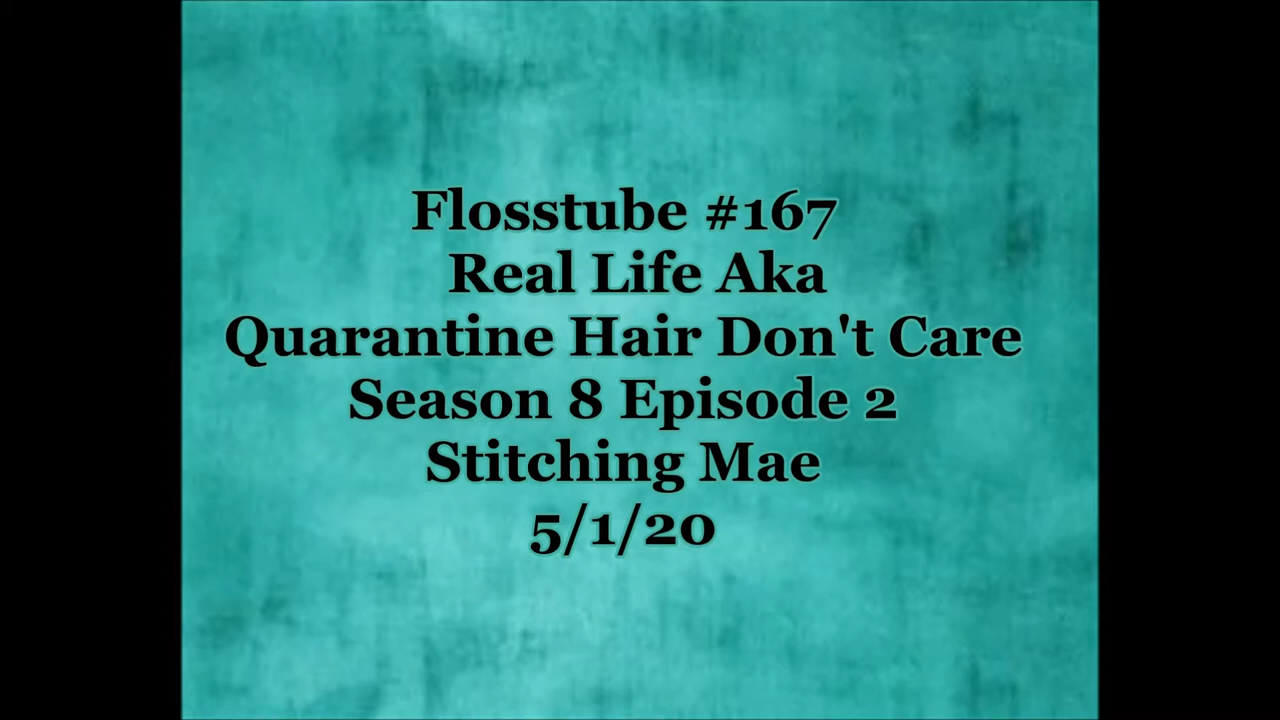 Flosstube #167
Real Life Aka
Quarantine Hair Don't Care
Season 8 Episode 2
Stitching Mae
5/1/20